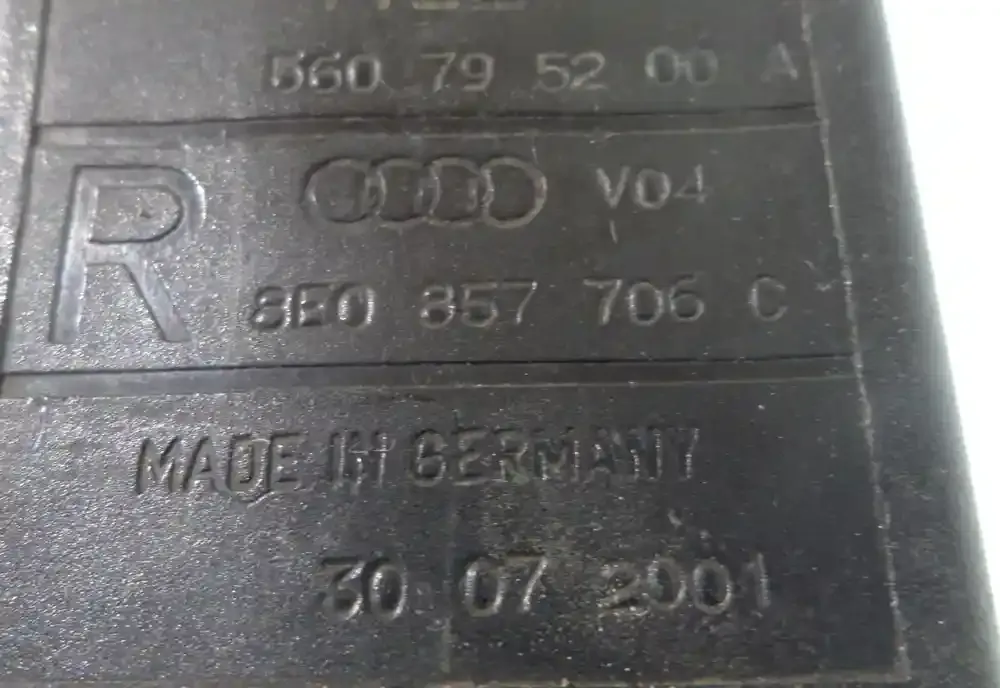 560 79 52 00 A
R V04
8E0 857 706 C
MADE IN GERMANY
30 07 2001